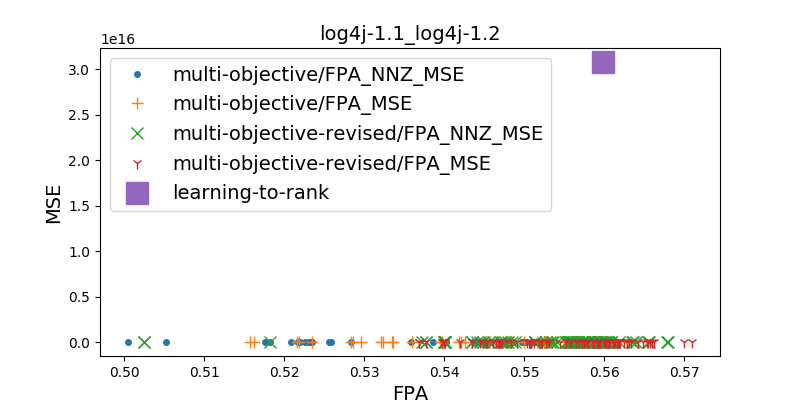 log4j-1.1_log4j-1.2
1e16
3.0
2.5
2.0
1.5
1.0
0.5
0.0
MSE
multi-objective/FPA_NNZ_MSE
multi-objective/FPA_MSE
multi-objective-revised/FPA_NNZ_MSE
multi-objective-revised/FPA_MSE
learning-to-rank
0.50 0.51 0.52 0.53 0.54 0.55 0.56 0.57
FPA